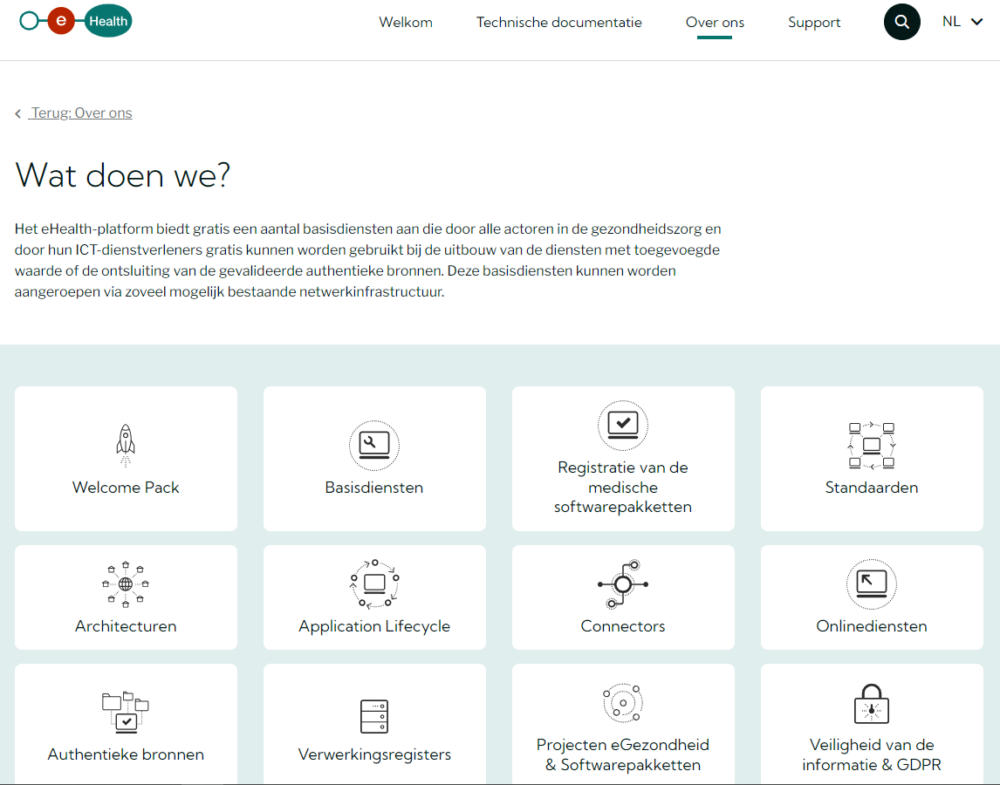 e Health
Welkom
Technische documentatie
Over ons
Support
NL
Terug: Over ons
Wat doen we?
Het eHealth-platform biedt gratis een aantal basisdiensten aan die door alle actoren in de gezondheidszorg en
door hun ICT-dienstverleners gratis kunnen worden gebruikt bij de uitbouw van de diensten met toegevoegde
waarde of de ontsluiting van de gevalideerde authentieke bronnen. Deze basisdiensten kunnen worden
aangeroepen via zoveel mogelijk bestaande netwerkinfrastructuur.
Welcome Pack
Basisdiensten
Registratie van de
medische
softwarepakketten
Standaarden
Architecturen
Application Lifecycle
Connectors
Onlinediensten
Authentieke bronnen
Verwerkingsregisters
Projecten eGezondheid
& Softwarepakketten
Veiligheid van de
informatie & GDPR